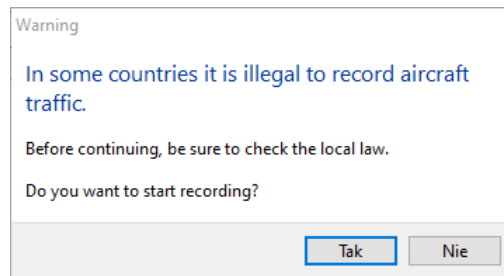 Warning
In some countries it is illegal to record aircraft
traffic.
Before continuing, be sure to check the local law.
Do you want to start recording?
Tak Nie